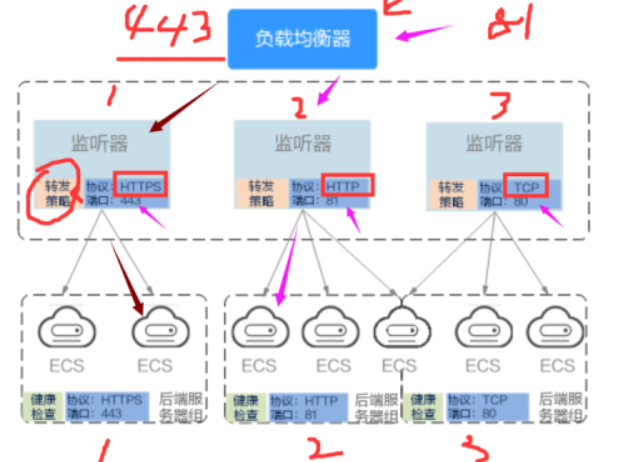 443
负载均衡器
81
1
2
3
监听器
监听器
监听器
转发策略
协议：HTTPS
端口：443
转发策略
协议：HTTP
端口：81
转发策略
协议：TCP
端口：80
ECS
ECS
ECS
ECS
ECS
ECS
ECS
健康检查
协议：HTTPS
端口：443
后端服务器组
健康检查
协议：HTTP
端口：81
后端服务器组
健康检查
协议：TCP
端口：80
后端服务器组
1
2
3